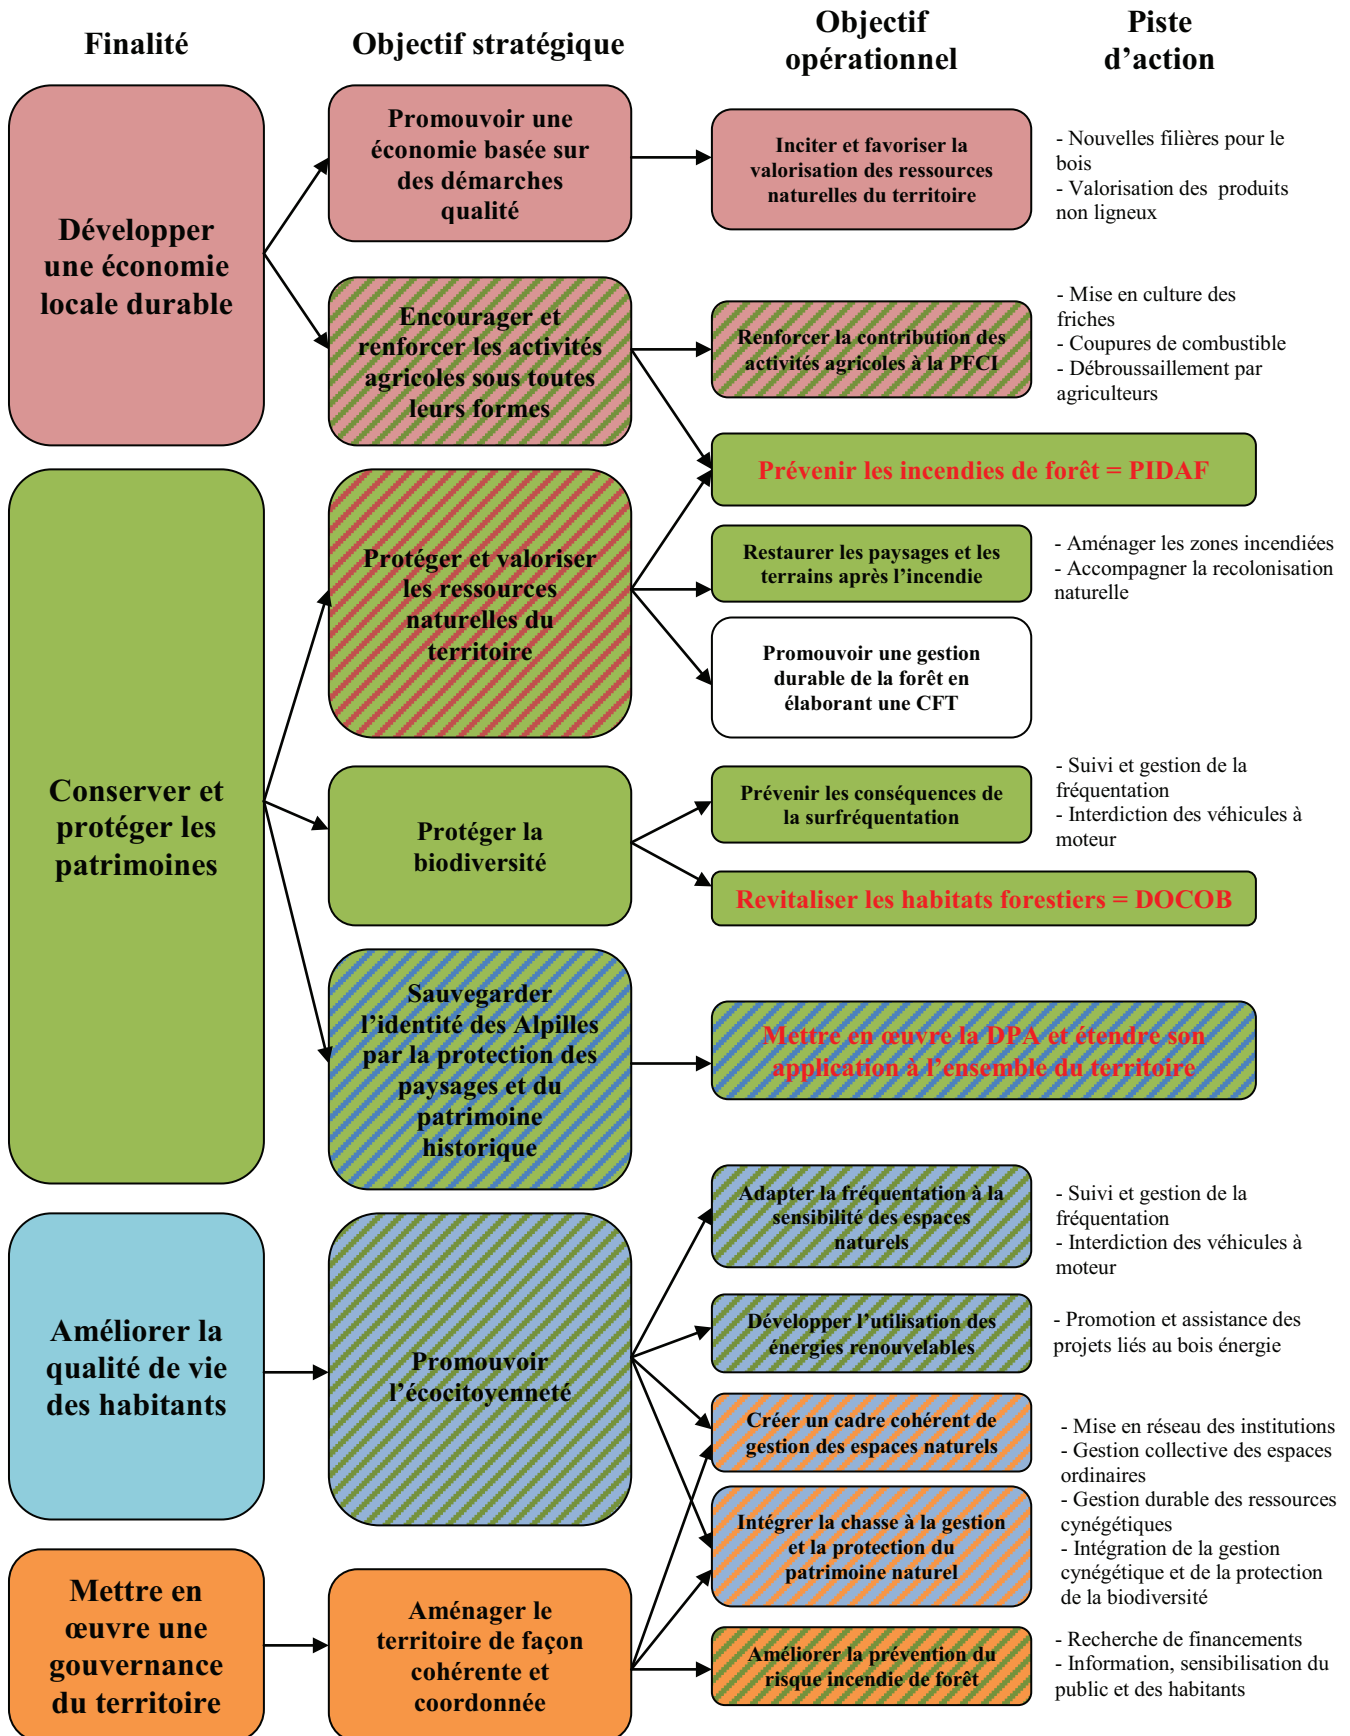 Finalité
Objectif stratégique
Objectif
opérationnel
Piste
d'action
Développer
une économie
locale durable
Promouvoir une
économie basée sur
des démarches
qualité
Inciter et favoriser la
valorisation des ressources
naturelles du territoire
- Nouvelles filières pour le
bois
- Valorisation des  produits
non ligneux
Encourager et
renforcer les activités
agricoles sous toutes
leurs formes
Renforcer la contribution des
activités agricoles à la PFCI
- Mise en culture des
friches
- Coupures de combustible
- Débroussaillement par
agriculteurs
Prévenir les incendies de forêt = PIDAF
Conserver et
protéger les
patrimoines
Protéger et valoriser
les ressources
naturelles du
territoire
Restaurer les paysages et les
terrains après l'incendie
- Aménager les zones incendiées
- Accompagner la recolonisation
naturelle
Promouvoir une gestion
durable de la forêt en
élaborant une CFT
Protéger la
biodiversité
Prévenir les conséquences de
la surfréquentation
- Suivi et gestion de la
fréquentation
- Interdiction des véhicules à
moteur
Revitaliser les habitats forestiers = DOCOB
Sauvegarder
l'identité des Alpilles
par la protection des
paysages et du
patrimoine
historique
Mettre en œuvre la DPA et étendre son
application à l'ensemble du territoire
Améliorer la
qualité de vie
des habitants
Promouvoir
l'écocitoyenneté
Adapter la fréquentation à la
sensibilité des espaces
naturels
- Suivi et gestion de la
fréquentation
- Interdiction des véhicules à
moteur
Développer l'utilisation des
énergies renouvelables
- Promotion et assistance des
projets liés au bois énergie
Créer un cadre cohérent de
gestion des espaces naturels
- Mise en réseau des institutions
- Gestion collective des espaces
ordinaires
Intégrer la chasse à la gestion
et la protection du
patrimoine naturel
- Gestion durable des ressources
cynégétiques
- Intégration de la gestion
cynégétique et de la protection
de la biodiversité
Mettre en
œuvre une
gouvernance
du territoire
Aménager le
territoire de façon
cohérente et
coordonnée
Améliorer la prévention du
risque incendie de forêt
- Recherche de financements
- Information, sensibilisation du
public et des habitants